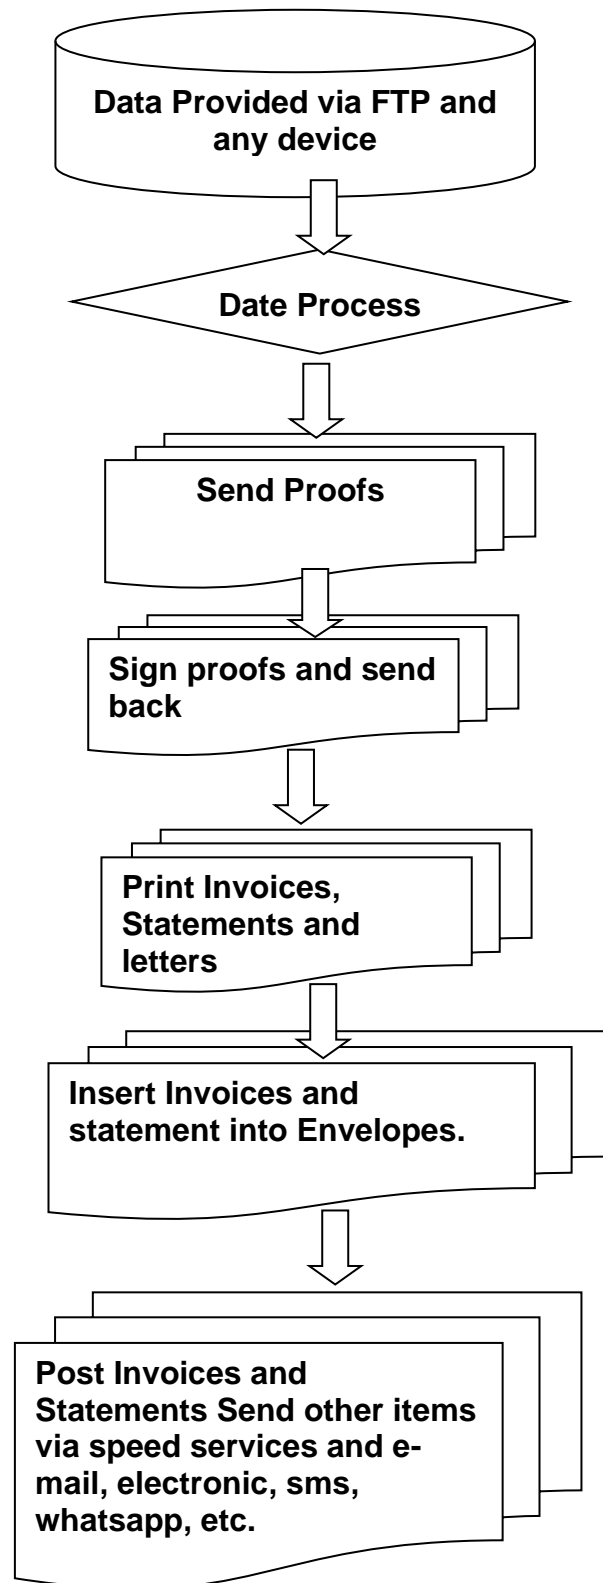 Data Provided via FTP and
any device
Date Process
Send Proofs
Sign proofs and send
back
Print Invoices,
Statements and
letters
Insert Invoices and
statement into Envelopes.
Post Invoices and
Statements Send other items
via speed services and e-
mail, electronic, sms,
whatsapp, etc.